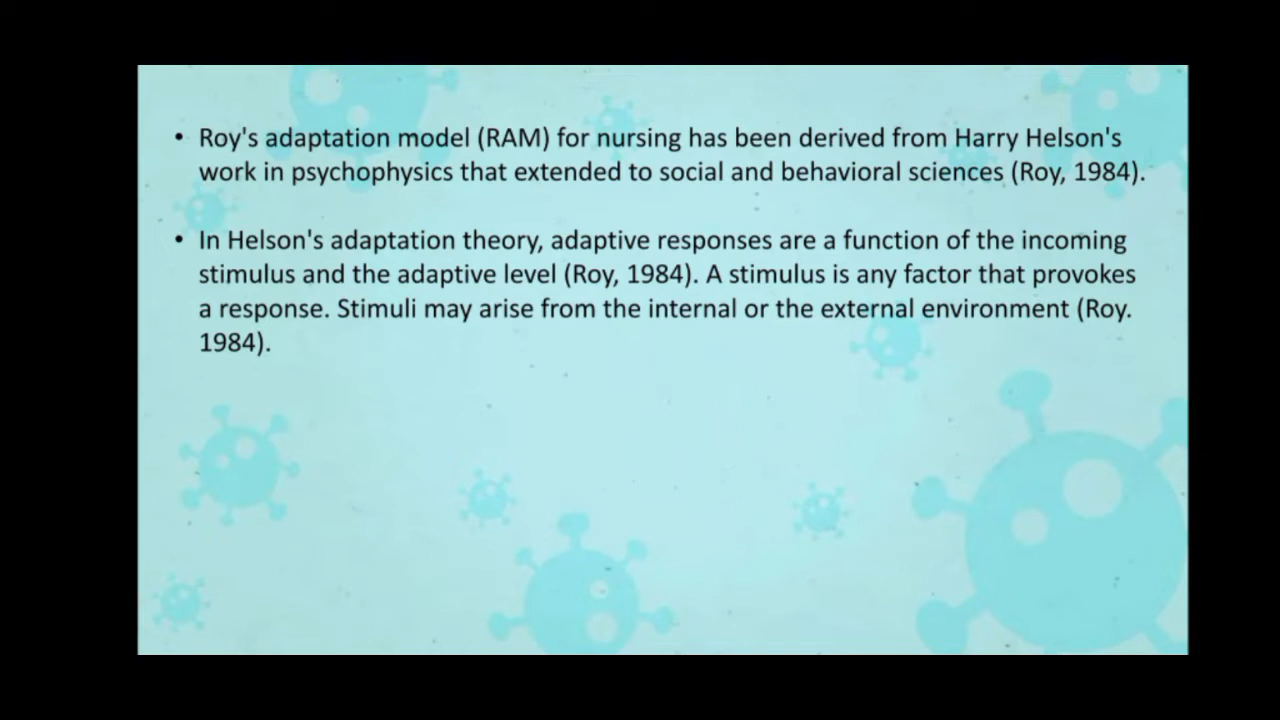 • Roy's adaptation model (RAM) for nursing has been derived from Harry Helson's
work in psychophysics that extended to social and behavioral sciences (Roy, 1984).
• In Helson's adaptation theory, adaptive responses are a function of the incoming
stimulus and the adaptive level (Roy, 1984). A stimulus is any factor that provokes
a response. Stimuli may arise from the internal or the external environment (Roy.
1984).